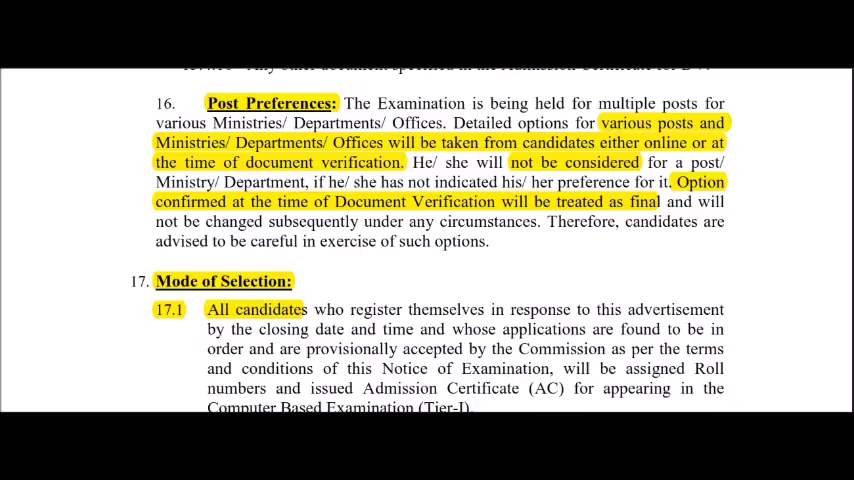 16. Post Preferences: The Examination is being held for multiple posts for
various Ministries/ Departments/ Offices. Detailed options for various posts and
Ministries/ Departments/ Offices will be taken from candidates either online or at
the time of document verification. He/ she will not be considered for a post/
Ministry/ Department, if he/ she has not indicated his/ her preference for it. Option
confirmed at the time of Document Verification will be treated as final and will
not be changed subsequently under any circumstances. Therefore, candidates are
advised to be careful in exercise of such options.
17. Mode of Selection:
17.1 All candidates who register themselves in response to this advertisement
by the closing date and time and whose applications are found to be in
order and are provisionally accepted by the Commission as per the terms
and conditions of this Notice of Examination, will be assigned Roll
numbers and issued Admission Certificate (AC) for appearing in the
Computer Based Examination (Tier-I).